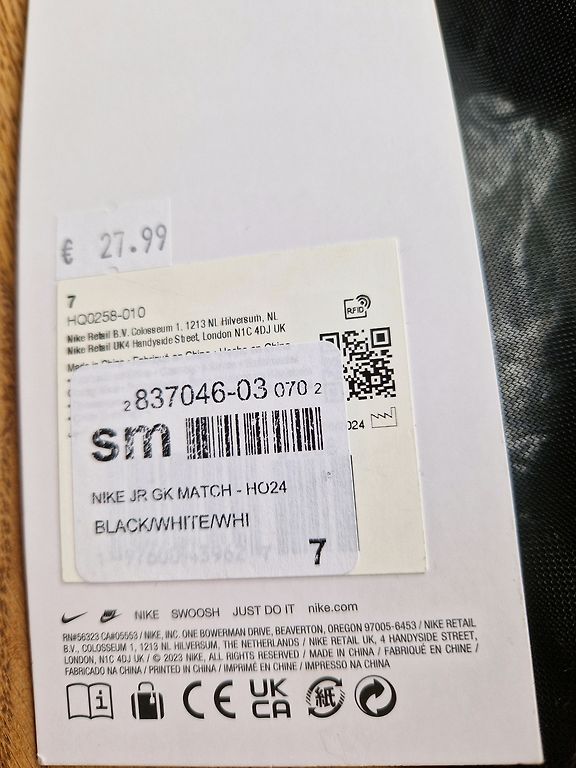 € 27.99
7
HQ0258-010
Nike Retail B.V. Colosseum 1, 1213 NL Hilversum, NL
Nike Retail UK4 Handyside Street, London N1C 4DJ UK
RFID
2 837046-03 070 2
sm
NIKE JR GK MATCH - HO24
BLACK/WHITE/WHI
7
NIKE SWOOSH JUST DO IT nike.com
RN#56323 CA#05553 / NIKE, INC. ONE BOWERMAN DRIVE, BEAVERTON, OREGON 97005-6453 / NIKE RETAIL
B.V., COLOSSEUM 1, 1213 NL HILVERSUM, THE NETHERLANDS / NIKE RETAIL UK, 4 HANDYSIDE STREET,
LONDON, N1C 4DJ UK / © 2023 NIKE, ALL RIGHTS RESERVED / MADE IN CHINA / FABRIQUÉ EN CHINE /
FABRICADO NA CHINA / PRINTED IN CHINA / IMPRIMÉ EN CHINE / IMPRESSO NA CHINA
CE UK
CA 紙